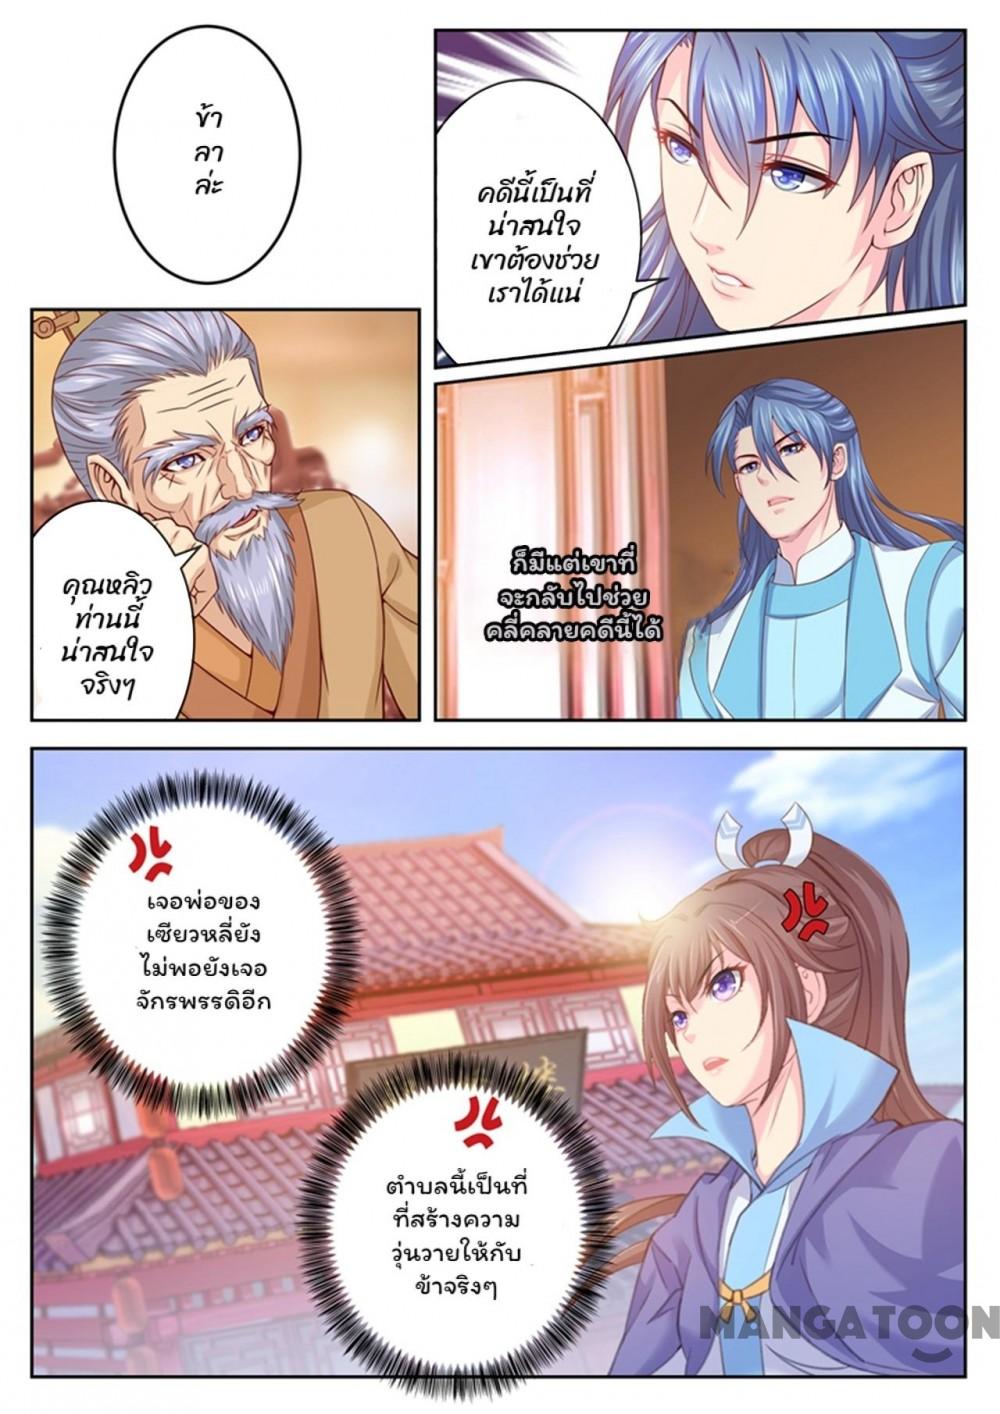 ข้า
ลา
ล่ะ
คดีนี้เป็นที่
น่าสนใจ
เขาต้องช่วย
เราได้แน่
คุณหลิว
ท่านนี้
น่าสนใจ
จริงๆ
ก็มีแต่เขาที่
จะกลับไปช่วย
คลี่คลายคดีนี้ได้
เจอพ่อของ
เซียวหลี่ยัง
ไม่พอยังเจอ
จักรพรรดิอีก
ตำบลนี้เป็นที่
ที่สร้างความ
วุ่นวายให้กับ
ข้าจริงๆ
MANGATOON